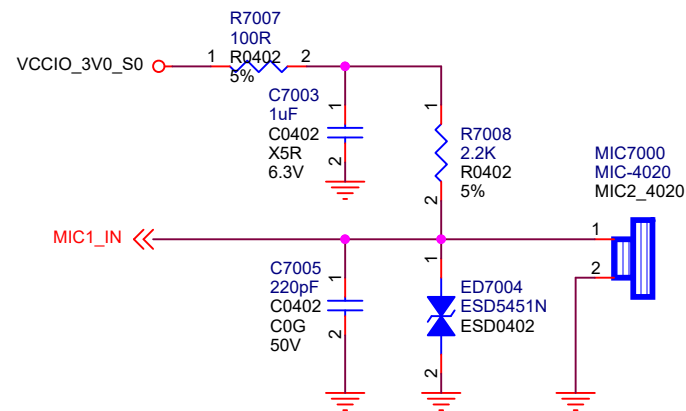 R7007
100R
VCCIO_3V0_S0
1
R0402
2
5%
C7003
1uF
C0402
X5R
6.3V
1
2
1
R7008
2.2K
R0402
5%
2
MIC7000
MIC-4020
MIC2_4020
1
2
MIC1_IN
C7005
220pF
C0402
C0G
50V
1
2
1
ED7004
ESD5451N
ESD0402
2